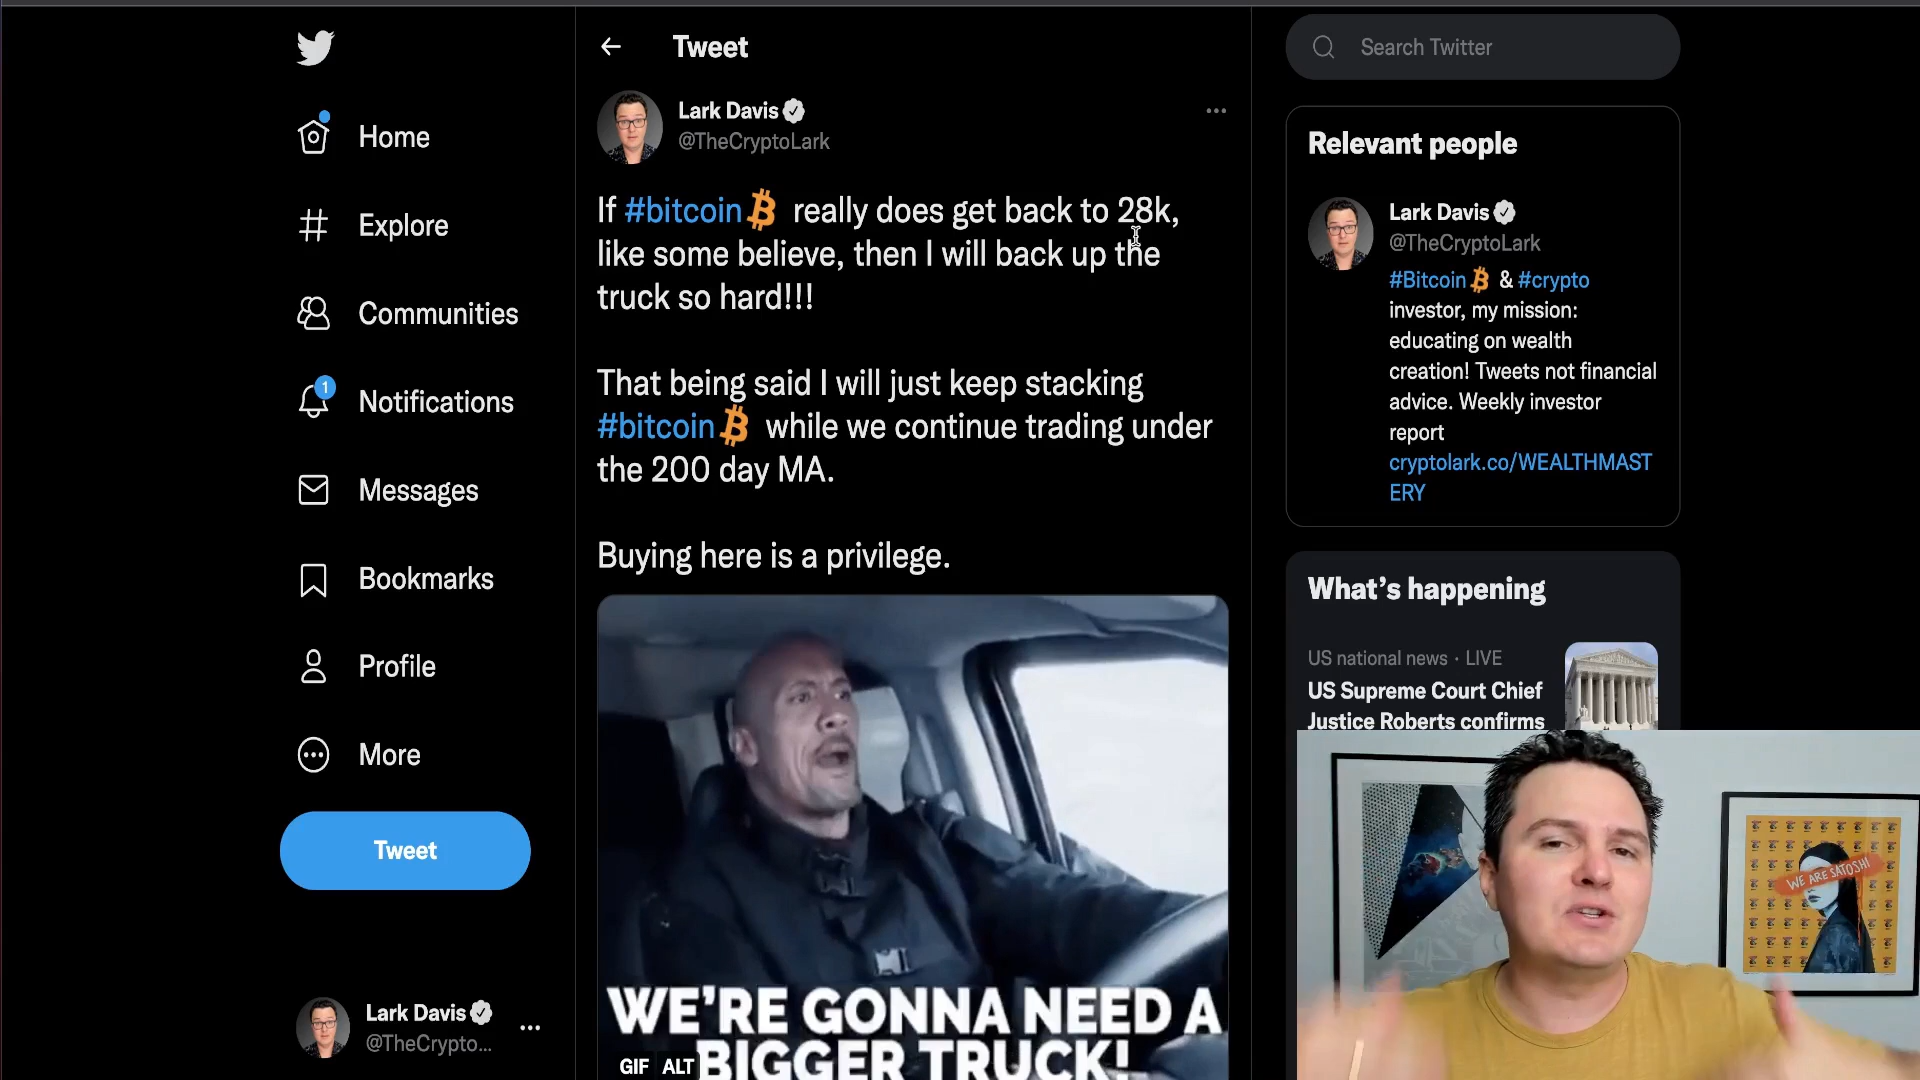 Home
Explore
Communities
1
Notifications
Messages
Bookmarks
Profile
More
Tweet
Lark Davis
@TheCrypto...
Tweet
Lark Davis
@TheCryptoLark
If #bitcoin really does get back to 28k,
like some believe, then I will back up the
truck so hard!!!
That being said I will just keep stacking
#bitcoin while we continue trading under
the 200 day MA.
Buying here is a privilege.
WE'RE GONNA NEED A
BIGGER TRUCK!
GIF ALT
Search Twitter
Relevant people
Lark Davis
@TheCryptoLark
#Bitcoin & #crypto
investor, my mission:
educating on wealth
creation! Tweets not financial
advice. Weekly investor
report
cryptolark.co/WEALTHMAST
ERY
What's happening
US national news · LIVE
US Supreme Court Chief
Justice Roberts confirms
WE ARE SATOSHI